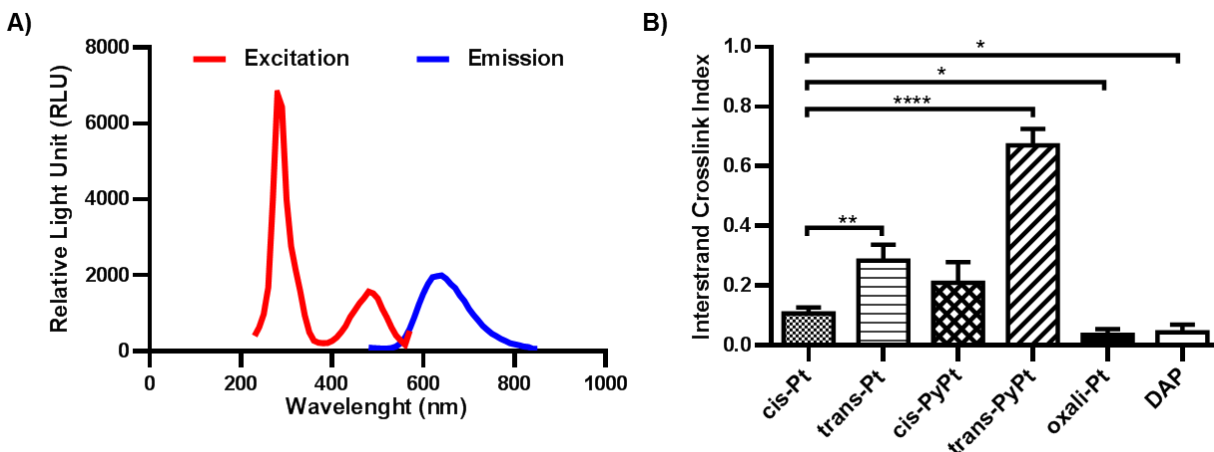 A)
Relative Light Unit (RLU)
8000
6000
4000
2000
0
Excitation
Emission
0 200 400 600 800 1000
Wavelenght (nm)
B)
Interstrand Crosslink Index
1.0
0.8
0.6
0.4
0.2
0.0
*
*
****
**
cis-Pt
trans-Pt
cis-PyPt
trans-PyPt
oxali-Pt
DAP